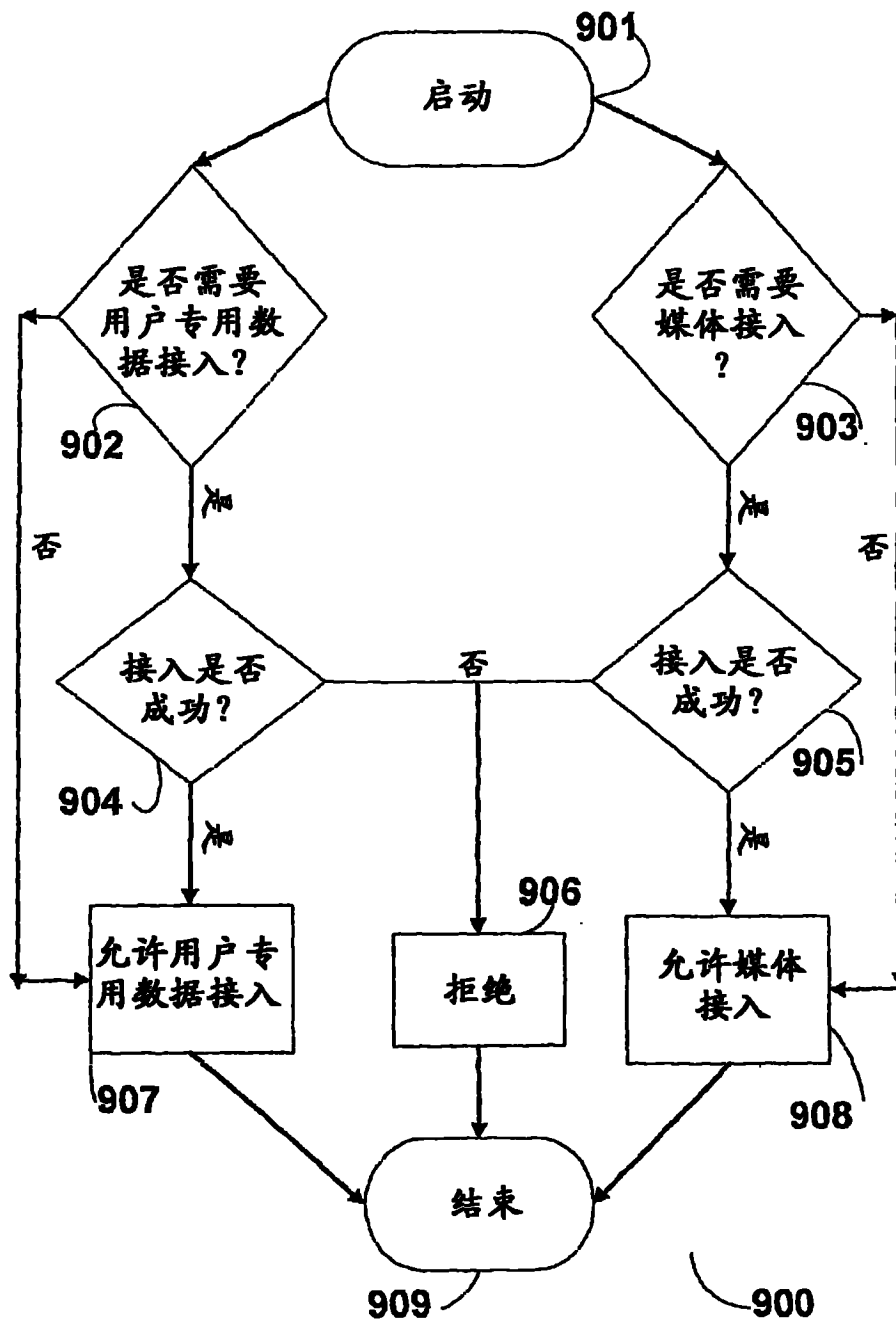 901
启动
是否需要
用户专用数
据接入?
902
是否需要
媒体接入
?
903
是
是
否
否
接入是否
成功?
904
否
接入是否
成功?
905
是
是
906
允许用户专
用数据接入
907
拒绝
允许媒体
接入
908
结束
909
900